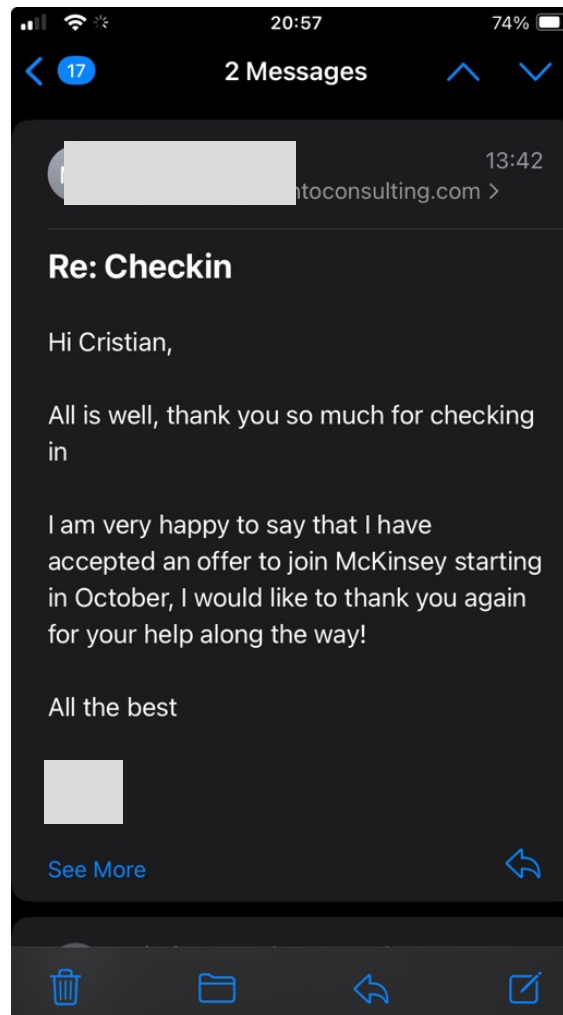 20:57
74%
17
2 Messages
13:42
ntoconsulting.com >
Re: Checkin
Hi Cristian,
All is well, thank you so much for checking
in
I am very happy to say that I have
accepted an offer to join McKinsey starting
in October, I would like to thank you again
for your help along the way!
All the best
See More